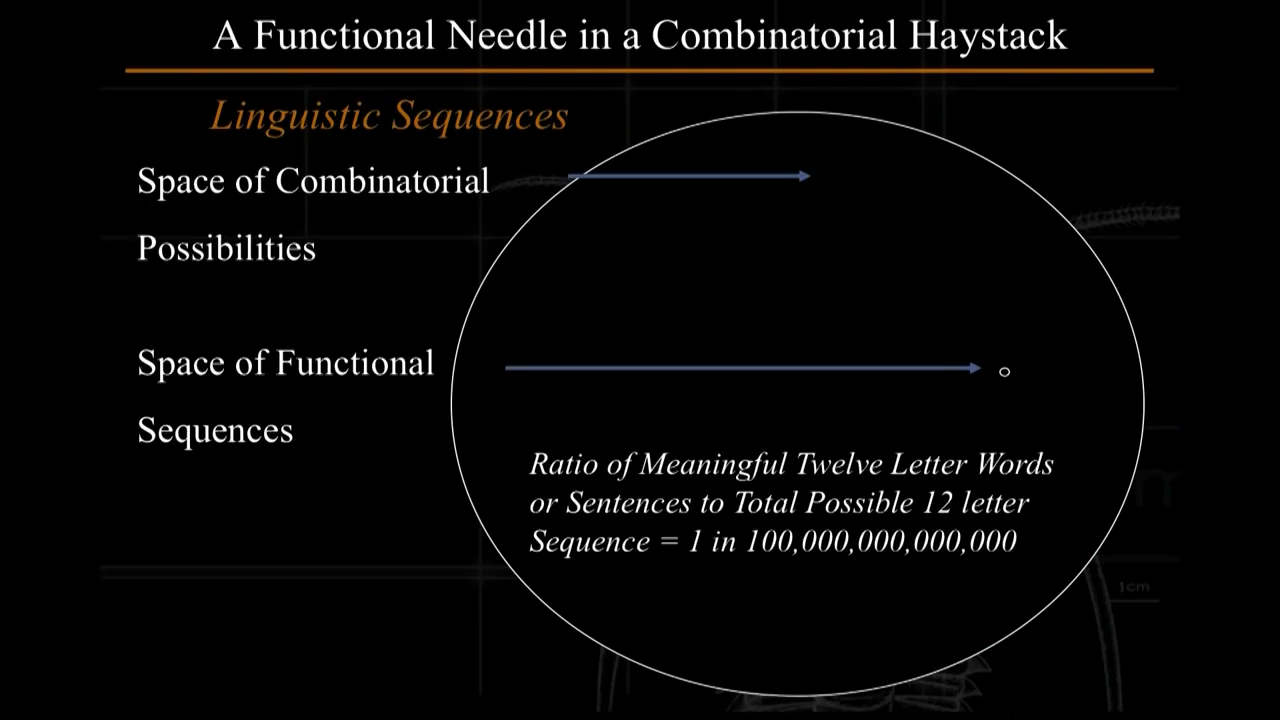 A Functional Needle in a Combinatorial Haystack
Linguistic Sequences
Space of Combinatorial
Possibilities
Space of Functional
Sequences
Ratio of Meaningful Twelve Letter Words
or Sentences to Total Possible 12 letter
Sequence = 1 in 100,000,000,000,000
m
1cm